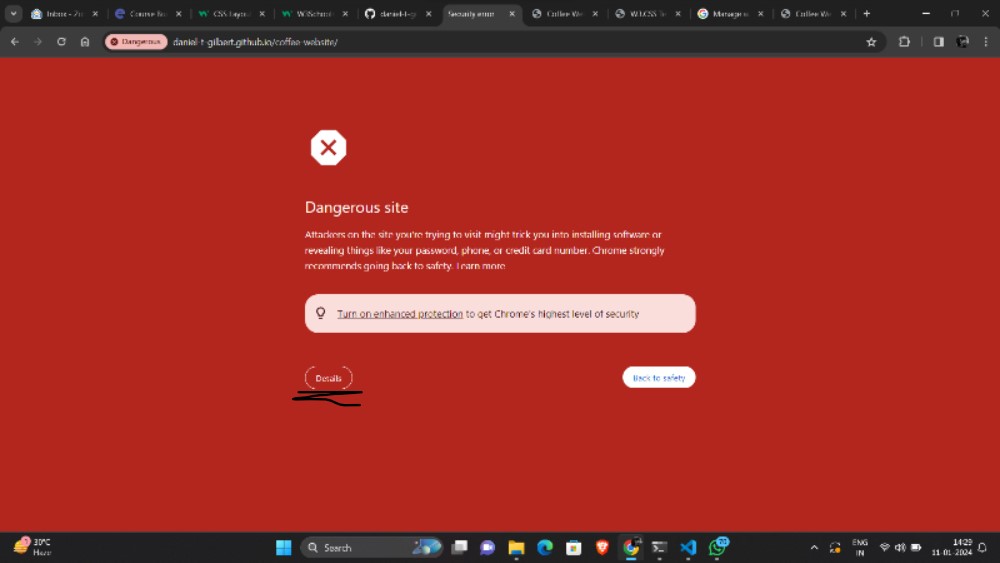 Inbox
Course
CSS Layou
W3School
daniel-t-g
Security error
Coffee We
W3.CSS Te
Manage
Coffee We
Dangerous
daniel-t-gilbert.github.io/coffee-website/
Dangerous site
Attackers on the site you're trying to visit might trick you into installing software or
revealing things like your password, phone, or credit card number. Chrome strongly
recommends going back to safety. Learn more
Turn on enhanced protection to get Chrome's highest level of security
Details
Back to safety
30°C
Haze
Search
ENG
IN
14:29
11-01-2024